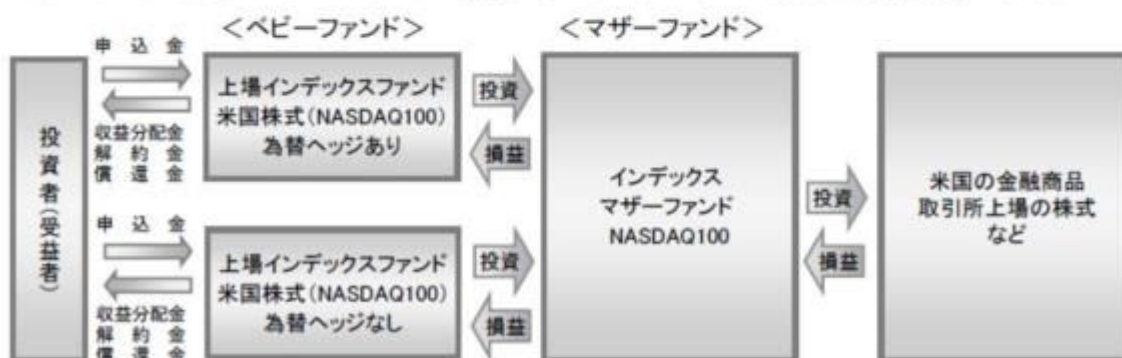 ＜ベビーファンド＞
＜マザーファンド＞
投資者(受益者)
申込金
収益分配金
解約金
償還金
上場インデックスファンド
米国株式(NASDAQ100)
為替ヘッジあり
投資
損益
申込金
収益分配金
解約金
償還金
上場インデックスファンド
米国株式(NASDAQ100)
為替ヘッジなし
投資
損益
インデックス
マザーファンド
NASDAQ100
投資
損益
米国の金融商品
取引所上場の株式
など